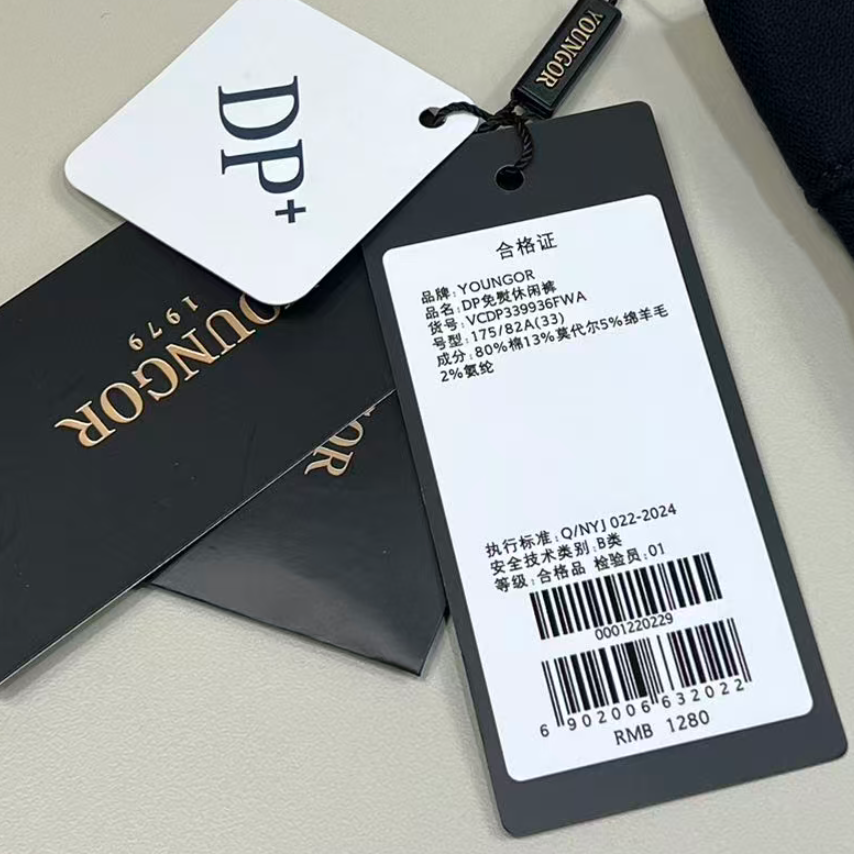 YOUNGOR
DP+
YOUNGOR
1979
合格证
品牌:YOUNGOR
品名:DP免熨休闲裤
货号:VCDP339936FWA
号型:175/82A(33)
成分:80%棉13%莫代尔5%绵羊毛
2%氨纶
执行标准:Q/NYJ 022-2024
安全技术类别:B类
等级:合格品 检验员:01
0001220229
6 902006 632022
RMB 1280